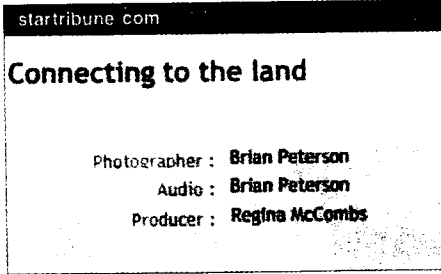 startribune com
Connecting to the land
Photographer : Brian Peterson
Audio : Brian Peterson
Producer : Regina McCombs